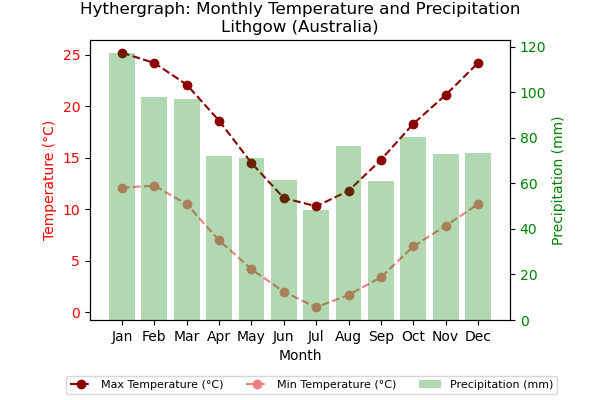 Hythergraph: Monthly Temperature and Precipitation
Lithgow (Australia)
Temperature (°C)
25
20
15
10
5
0
120
100
80
60
40
20
0
Precipitation (mm)
Jan Feb Mar Apr May Jun Jul Aug Sep Oct Nov Dec
Month
Max Temperature (°C) Min Temperature (°C) Precipitation (mm)